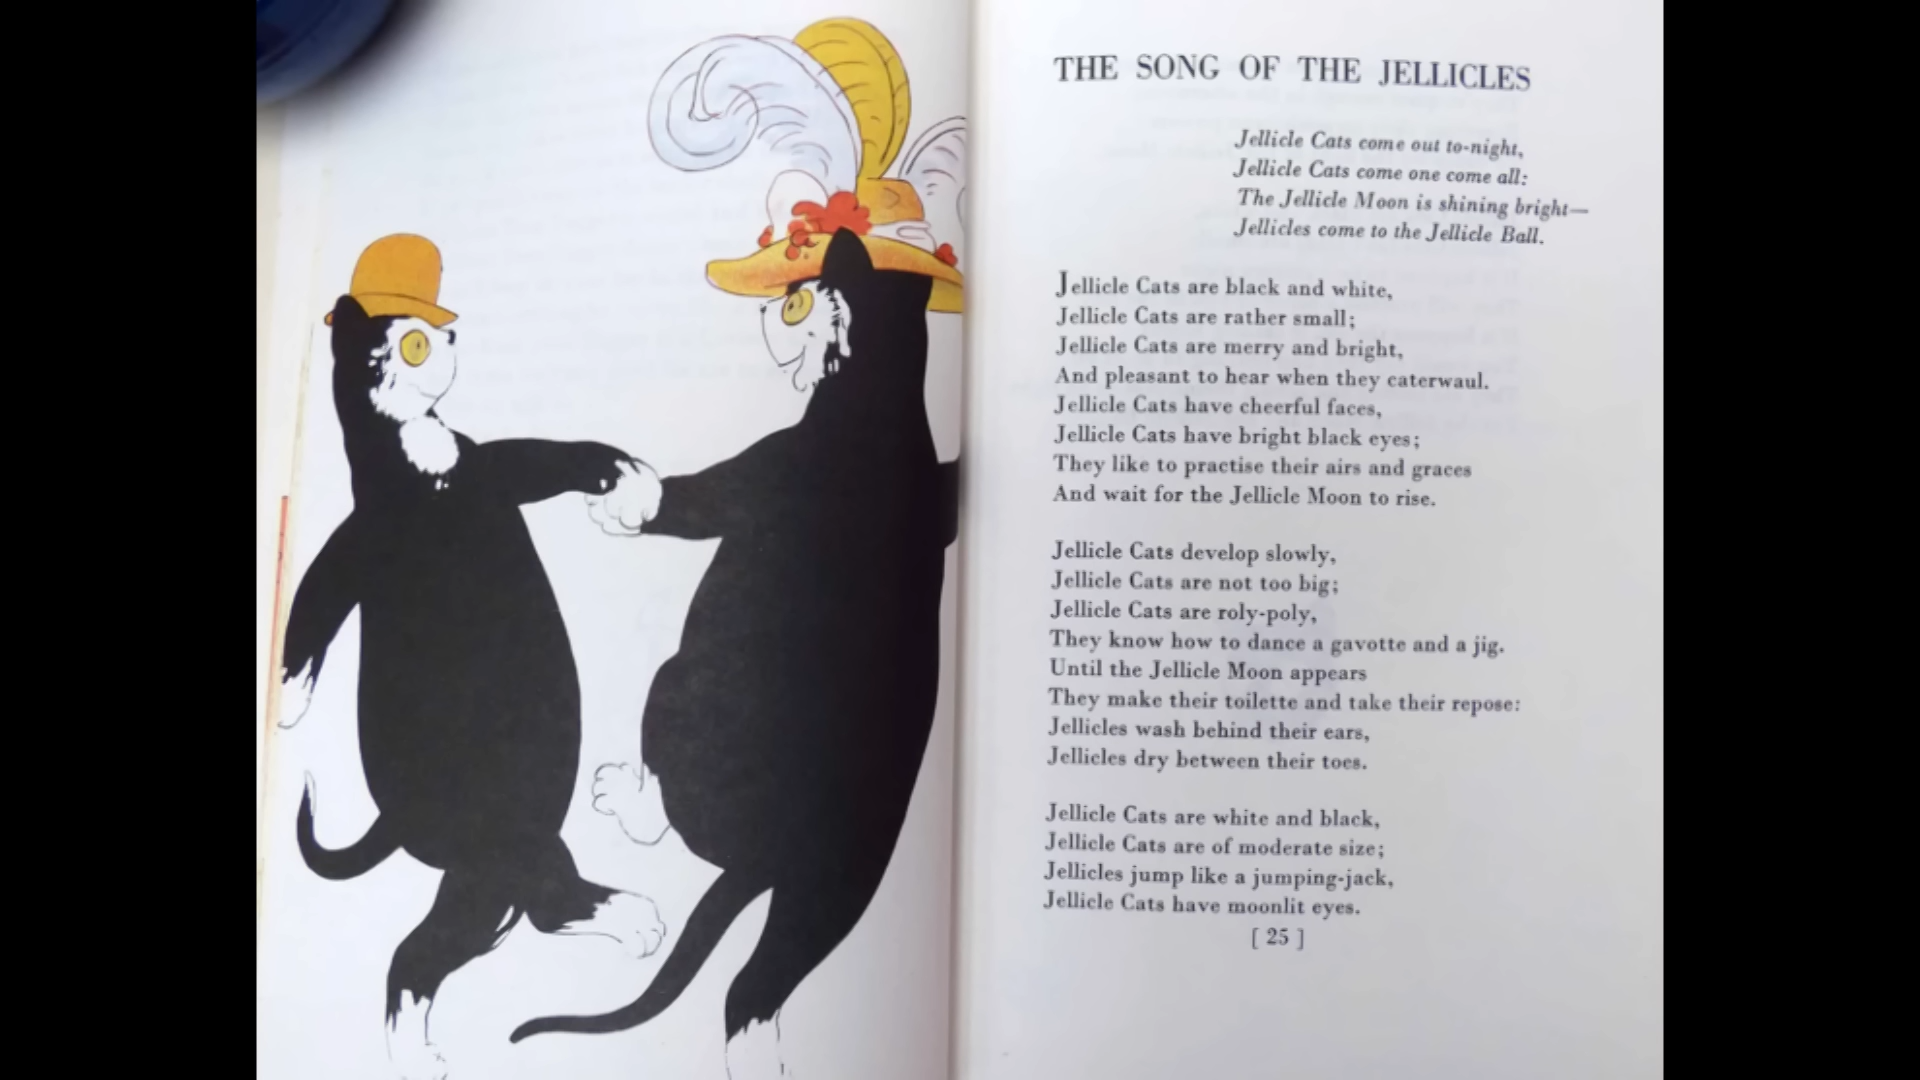 THE SONG OF THE JELLICLES
Jellicle Cats come out to-night,
Jellicle Cats come one come all:
The Jellicle Moon is shining bright—
Jellicles come to the Jellicle Ball.
Jellicle Cats are black and white,
Jellicle Cats are rather small;
Jellicle Cats are merry and bright,
And pleasant to hear when they caterwaul.
Jellicle Cats have cheerful faces,
Jellicle Cats have bright black eyes;
They like to practise their airs and graces
And wait for the Jellicle Moon to rise.
Jellicle Cats develop slowly,
Jellicle Cats are not too big;
Jellicle Cats are roly-poly,
They know how to dance a gavotte and a jig.
Until the Jellicle Moon appears
They make their toilette and take their repose:
Jellicles wash behind their ears,
Jellicles dry between their toes.
Jellicle Cats are white and black,
Jellicle Cats are of moderate size;
Jellicles jump like a jumping-jack,
Jellicle Cats have moonlit eyes.
[ 25 ]